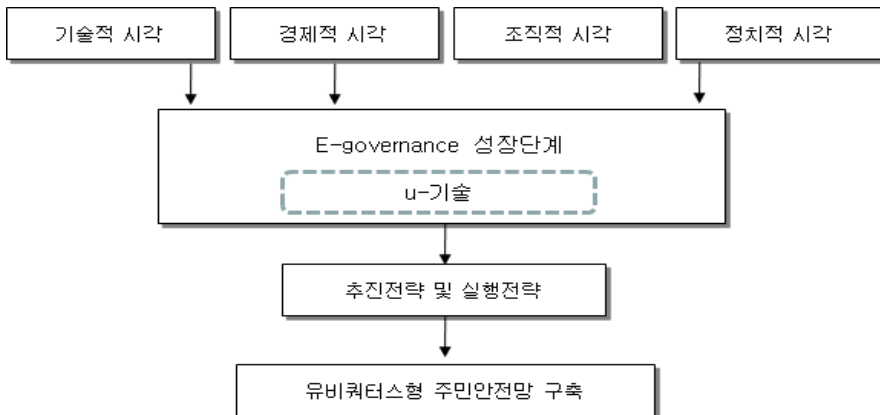 기술적 시각
경제적 시각
조직적 시각
정치적 시각
E-governance 성장단계
u-기술
추진전략 및 실행전략
유비쿼터스형 주민안전망 구축